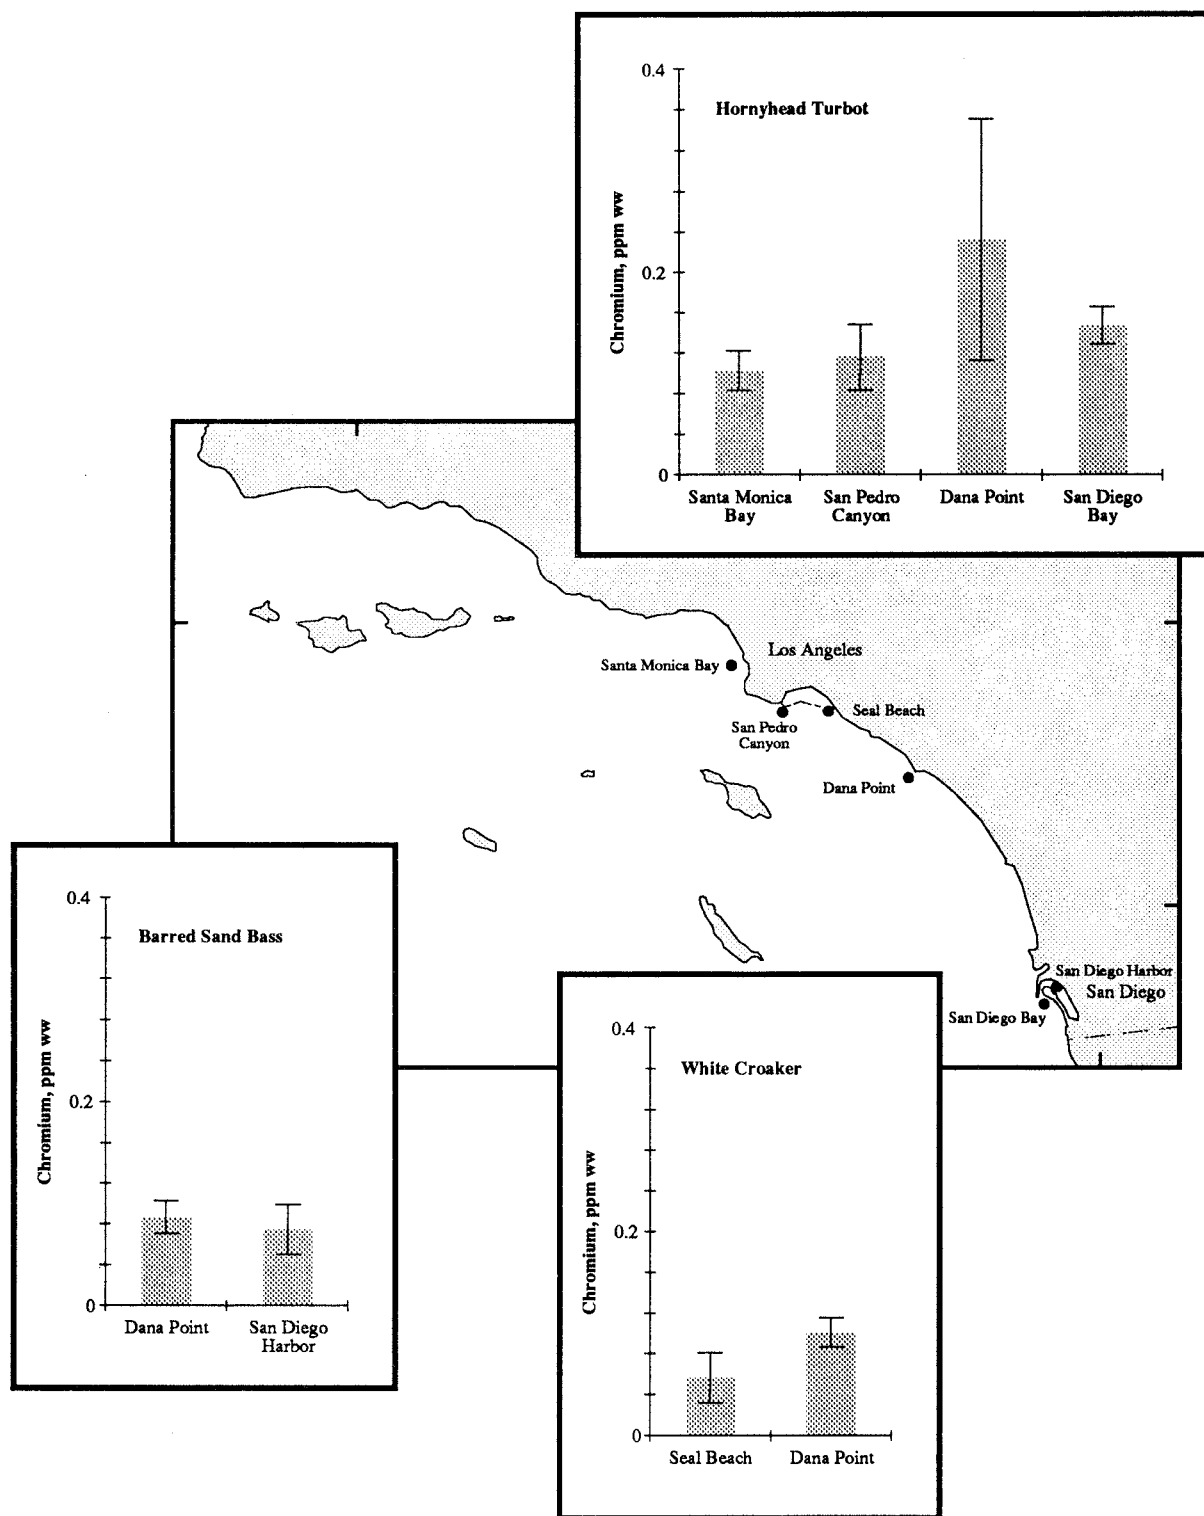 0.4
Hornyhead Turbot
Chromium, ppm ww
0.2
0
Santa Monica
Bay
San Pedro
Canyon
Dana Point
San Diego
Bay
Los Angeles
Santa Monica Bay
Seal Beach
San Pedro
Canyon
Dana Point
San Diego Harbor
San Diego
San Diego Bay
0.4
Barred Sand Bass
Chromium, ppm ww
0.2
0
Dana Point
San Diego
Harbor
0.4
White Croaker
Chromium, ppm ww
0.2
0
Seal Beach
Dana Point